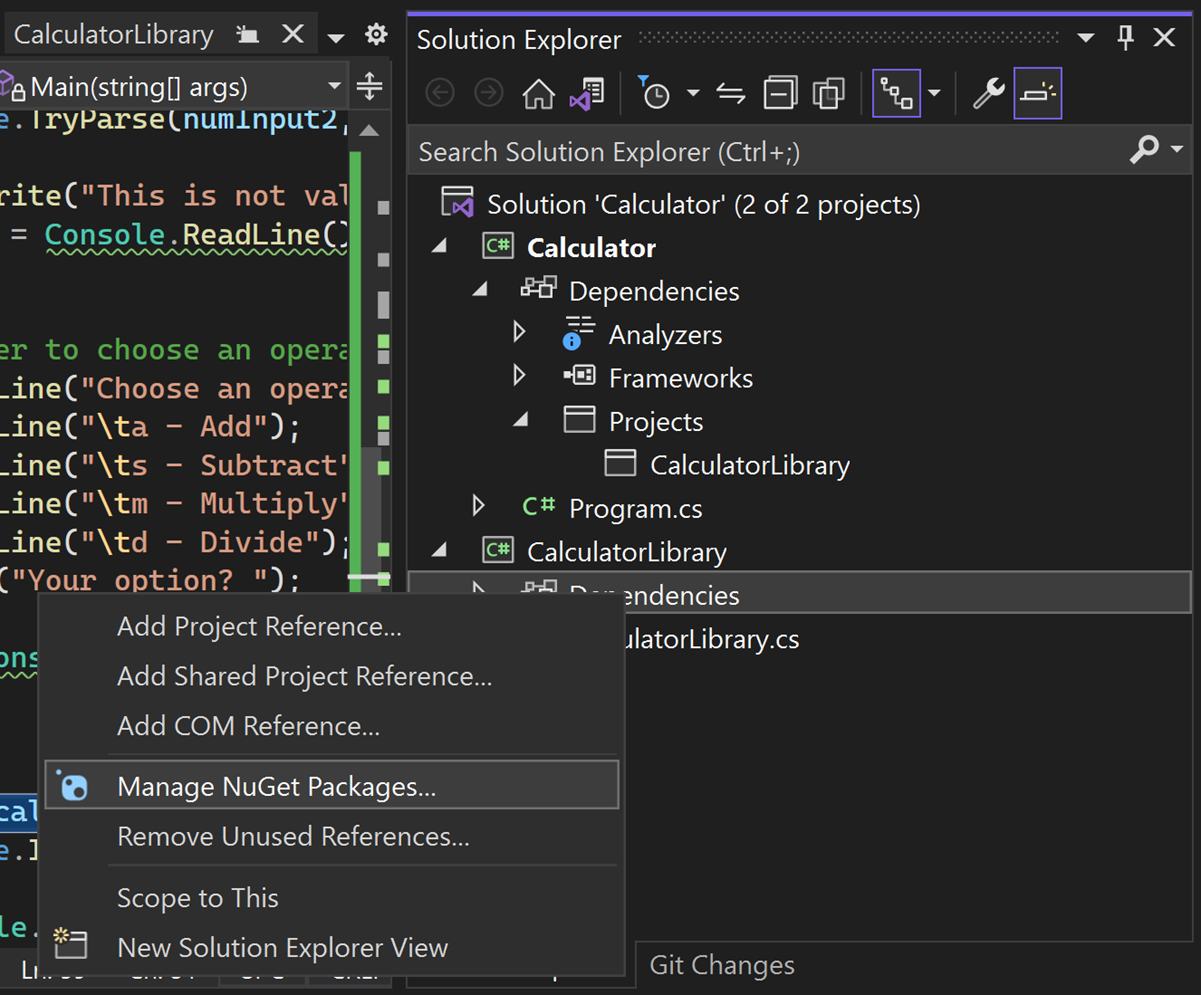 CalculatorLibrary
Main(string[] args)
e.TryParse(numInput2,
rite("This is not val
= Console.ReadLine()
er to choose an opera
Line("Choose an opera
Line("\ta - Add");
Line("\ts - Subtract"
Line("\tm - Multiply"
Line("\td - Divide");
("Your option? ");
ons
cal
e.I
le.
Add Project Reference...
Add Shared Project Reference...
Add COM Reference...
Manage NuGet Packages...
Remove Unused References...
Scope to This
New Solution Explorer View
Solution Explorer
Search Solution Explorer (Ctrl+;)
Solution 'Calculator' (2 of 2 projects)
C# Calculator
Dependencies
Analyzers
Frameworks
Projects
CalculatorLibrary
C# Program.cs
C# CalculatorLibrary
Dependencies
ulatorLibrary.cs
Git Changes